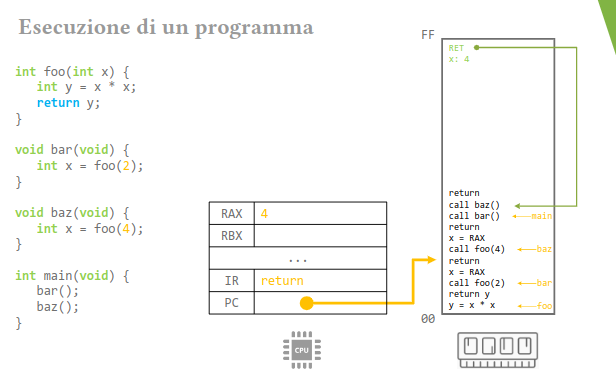 Esecuzione di un programma
int foo(int x) {
int y = x * x;
return y;
}
void bar(void) {
int x = foo(2);
}
void baz(void) {
int x = foo(4);
}
int main(void) {
bar();
baz();
}
RAX 4
RBX
...
IR return
PC
CPU
FF
RET
x: 4
return
call baz()
call bar() main
return
x = RAX
call foo(4) baz
return
x = RAX
call foo(2) bar
return y
y = x * x foo
00